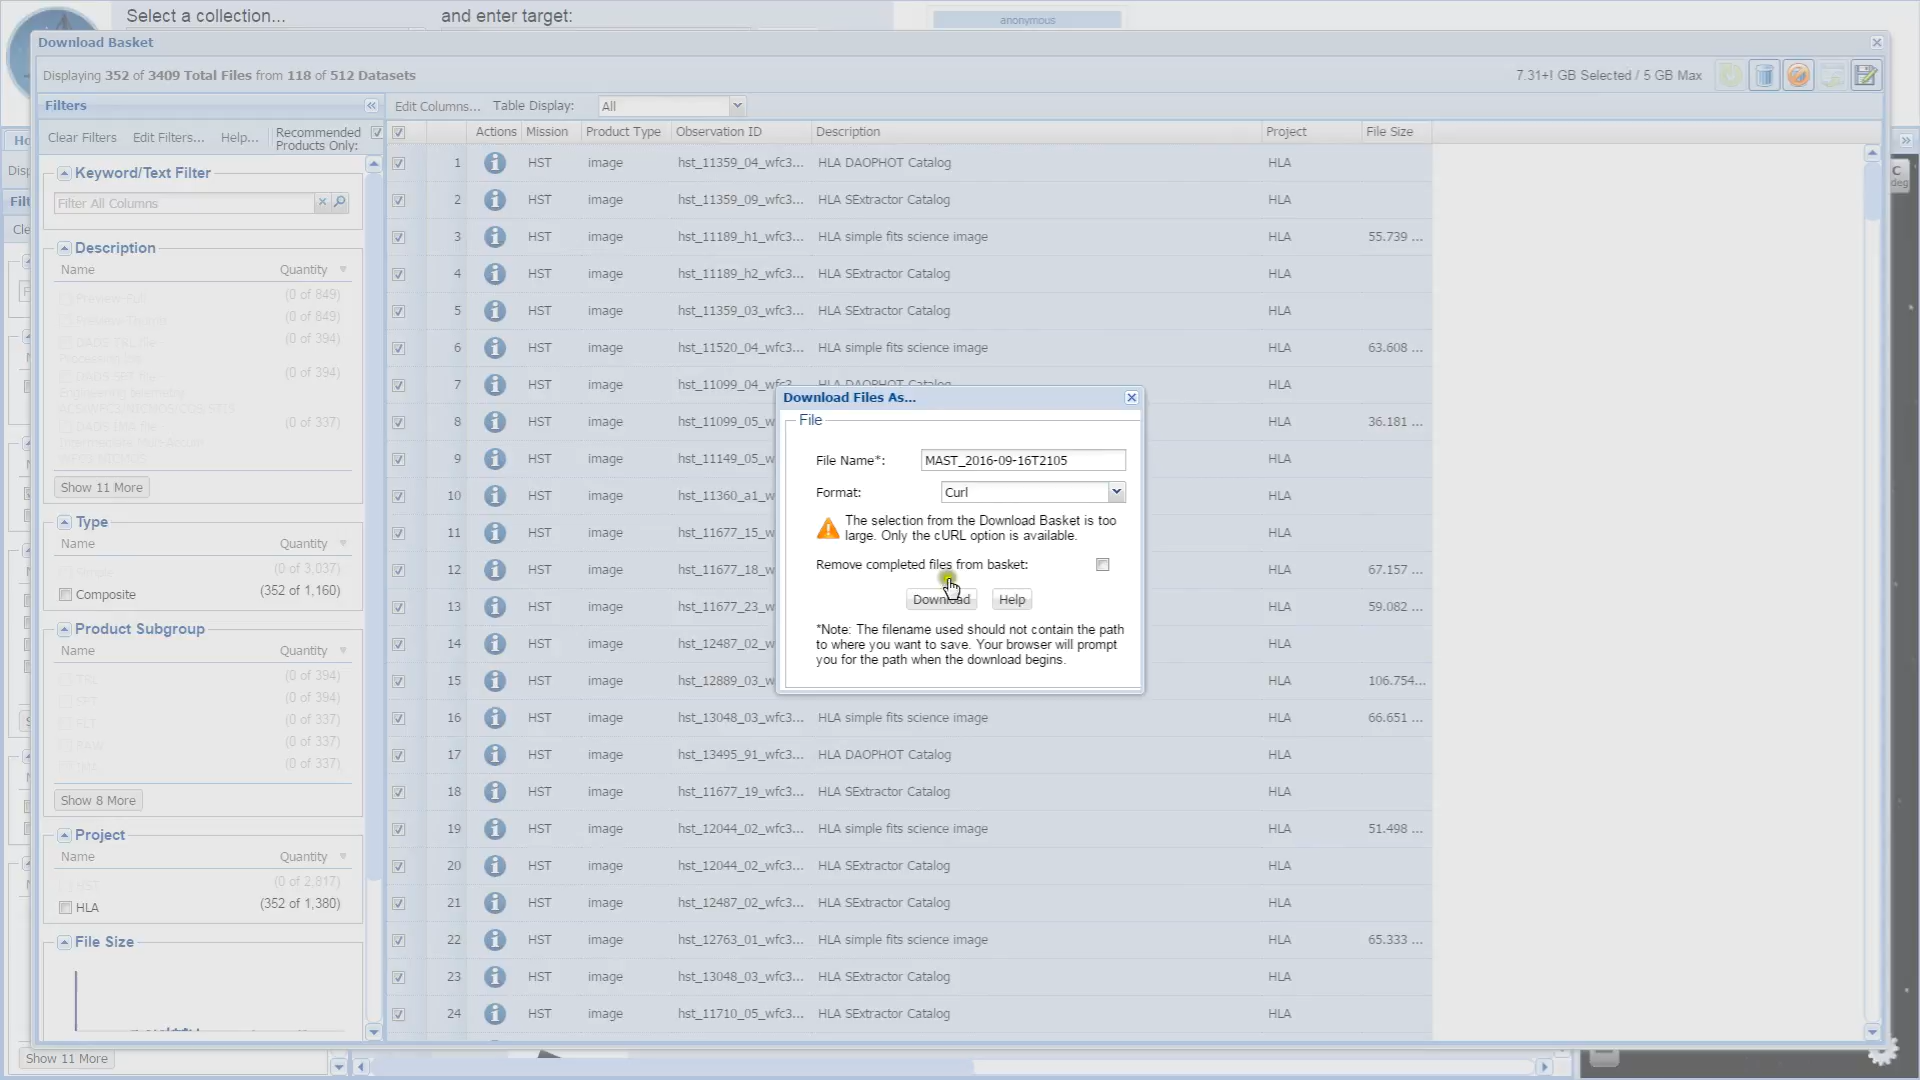 Select a collection...
and enter target:
anonymous
Download Basket
Displaying 352 of 3409 Total Files from 118 of 512 Datasets
7.31+! GB Selected / 5 GB Max
Filters
Edit Columns... Table Display: All
Clear Filters Edit Filters... Help... Recommended Products Only:
Actions Mission Product Type Observation ID Description Project File Size
Keyword/Text Filter
Filter All Columns
Description
Name Quantity
(0 of 849)
(0 of 849)
(0 of 394)
(0 of 394)
(0 of 337)
Show 11 More
Type
Name Quantity
(0 of 3,037)
Composite (352 of 1,160)
Product Subgroup
Name Quantity
(0 of 394)
(0 of 394)
(0 of 337)
RAW (0 of 337)
(0 of 337)
Show 8 More
Project
Name Quantity
HST (0 of 2,817)
HLA (352 of 1,380)
File Size
Show 11 More
1 HST image hst_11359_04_wfc3... HLA DAOPHOT Catalog HLA
2 HST image hst_11359_09_wfc3... HLA SExtractor Catalog HLA
3 HST image hst_11189_h1_wfc3... HLA simple fits science image HLA 55.739 ...
4 HST image hst_11189_h2_wfc3... HLA SExtractor Catalog HLA
5 HST image hst_11359_03_wfc3... HLA SExtractor Catalog HLA
6 HST image hst_11520_04_wfc3... HLA simple fits science image HLA 63.608 ...
7 HST image hst_11099_04_wfc3... HLA DAOPHOT Catalog HLA
8 HST image hst_11099_05_w HLA 36.181 ...
9 HST image hst_11149_05_w HLA
10 HST image hst_11360_a1_w HLA
11 HST image hst_11677_15_w HLA
12 HST image hst_11677_18_w HLA 67.157 ...
13 HST image hst_11677_23_w HLA 59.082 ...
14 HST image hst_12487_02_w HLA
15 HST image hst_12889_03_w HLA 106.754...
16 HST image hst_13048_03_wfc3... HLA simple fits science image HLA 66.651 ...
17 HST image hst_13495_91_wfc3... HLA DAOPHOT Catalog HLA
18 HST image hst_11677_19_wfc3... HLA SExtractor Catalog HLA
19 HST image hst_12044_02_wfc3... HLA simple fits science image HLA 51.498 ...
20 HST image hst_12044_02_wfc3... HLA SExtractor Catalog HLA
21 HST image hst_12487_02_wfc3... HLA SExtractor Catalog HLA
22 HST image hst_12763_01_wfc3... HLA simple fits science image HLA 65.333 ...
23 HST image hst_13048_03_wfc3... HLA SExtractor Catalog HLA
24 HST image hst_11710_05_wfc3... HLA SExtractor Catalog HLA
Download Files As...
File
File Name*: MAST_2016-09-16T2105
Format: Curl
The selection from the Download Basket is too
large. Only the cURL option is available.
Remove completed files from basket:
Download Help
*Note: The filename used should not contain the path
to where you want to save. Your browser will prompt
you for the path when the download begins.